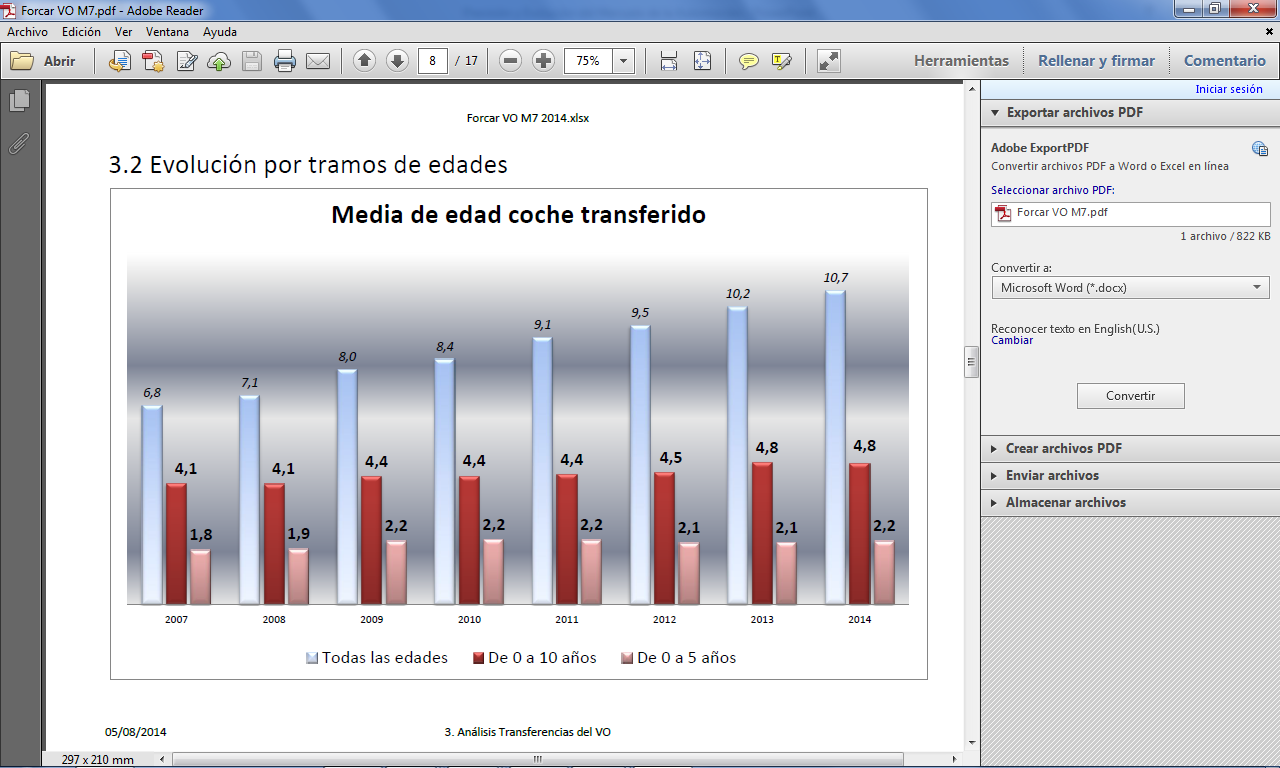 Forcar VO M7.pdf - Adobe Reader
Archivo Edición Ver Ventana Ayuda
Abrir 8 / 17 75% Herramientas Rellenar y firmar Comentario
Iniciar sesión
Exportar archivos PDF
Adobe ExportPDF
Convertir archivos PDF a Word o Excel en línea
Seleccionar archivo PDF:
Forcar VO M7.pdf
1 archivo / 822 KB
Convertir a:
Microsoft Word (*.docx)
Reconocer texto en English(U.S.)
Cambiar
Convertir
Crear archivos PDF
Enviar archivos
Almacenar archivos
Forcar VO M7 2014.xlsx
3.2 Evolución por tramos de edades
Media de edad coche transferido
6,8 7,1 8,0 8,4 9,1 9,5 10,2 10,7
4,1 4,1 4,4 4,4 4,4 4,5 4,8 4,8
1,8 1,9 2,2 2,2 2,2 2,1 2,1 2,2
2007 2008 2009 2010 2011 2012 2013 2014
Todas las edades De 0 a 10 años De 0 a 5 años
05/08/2014 3. Análisis Transferencias del VO
297 x 210 mm